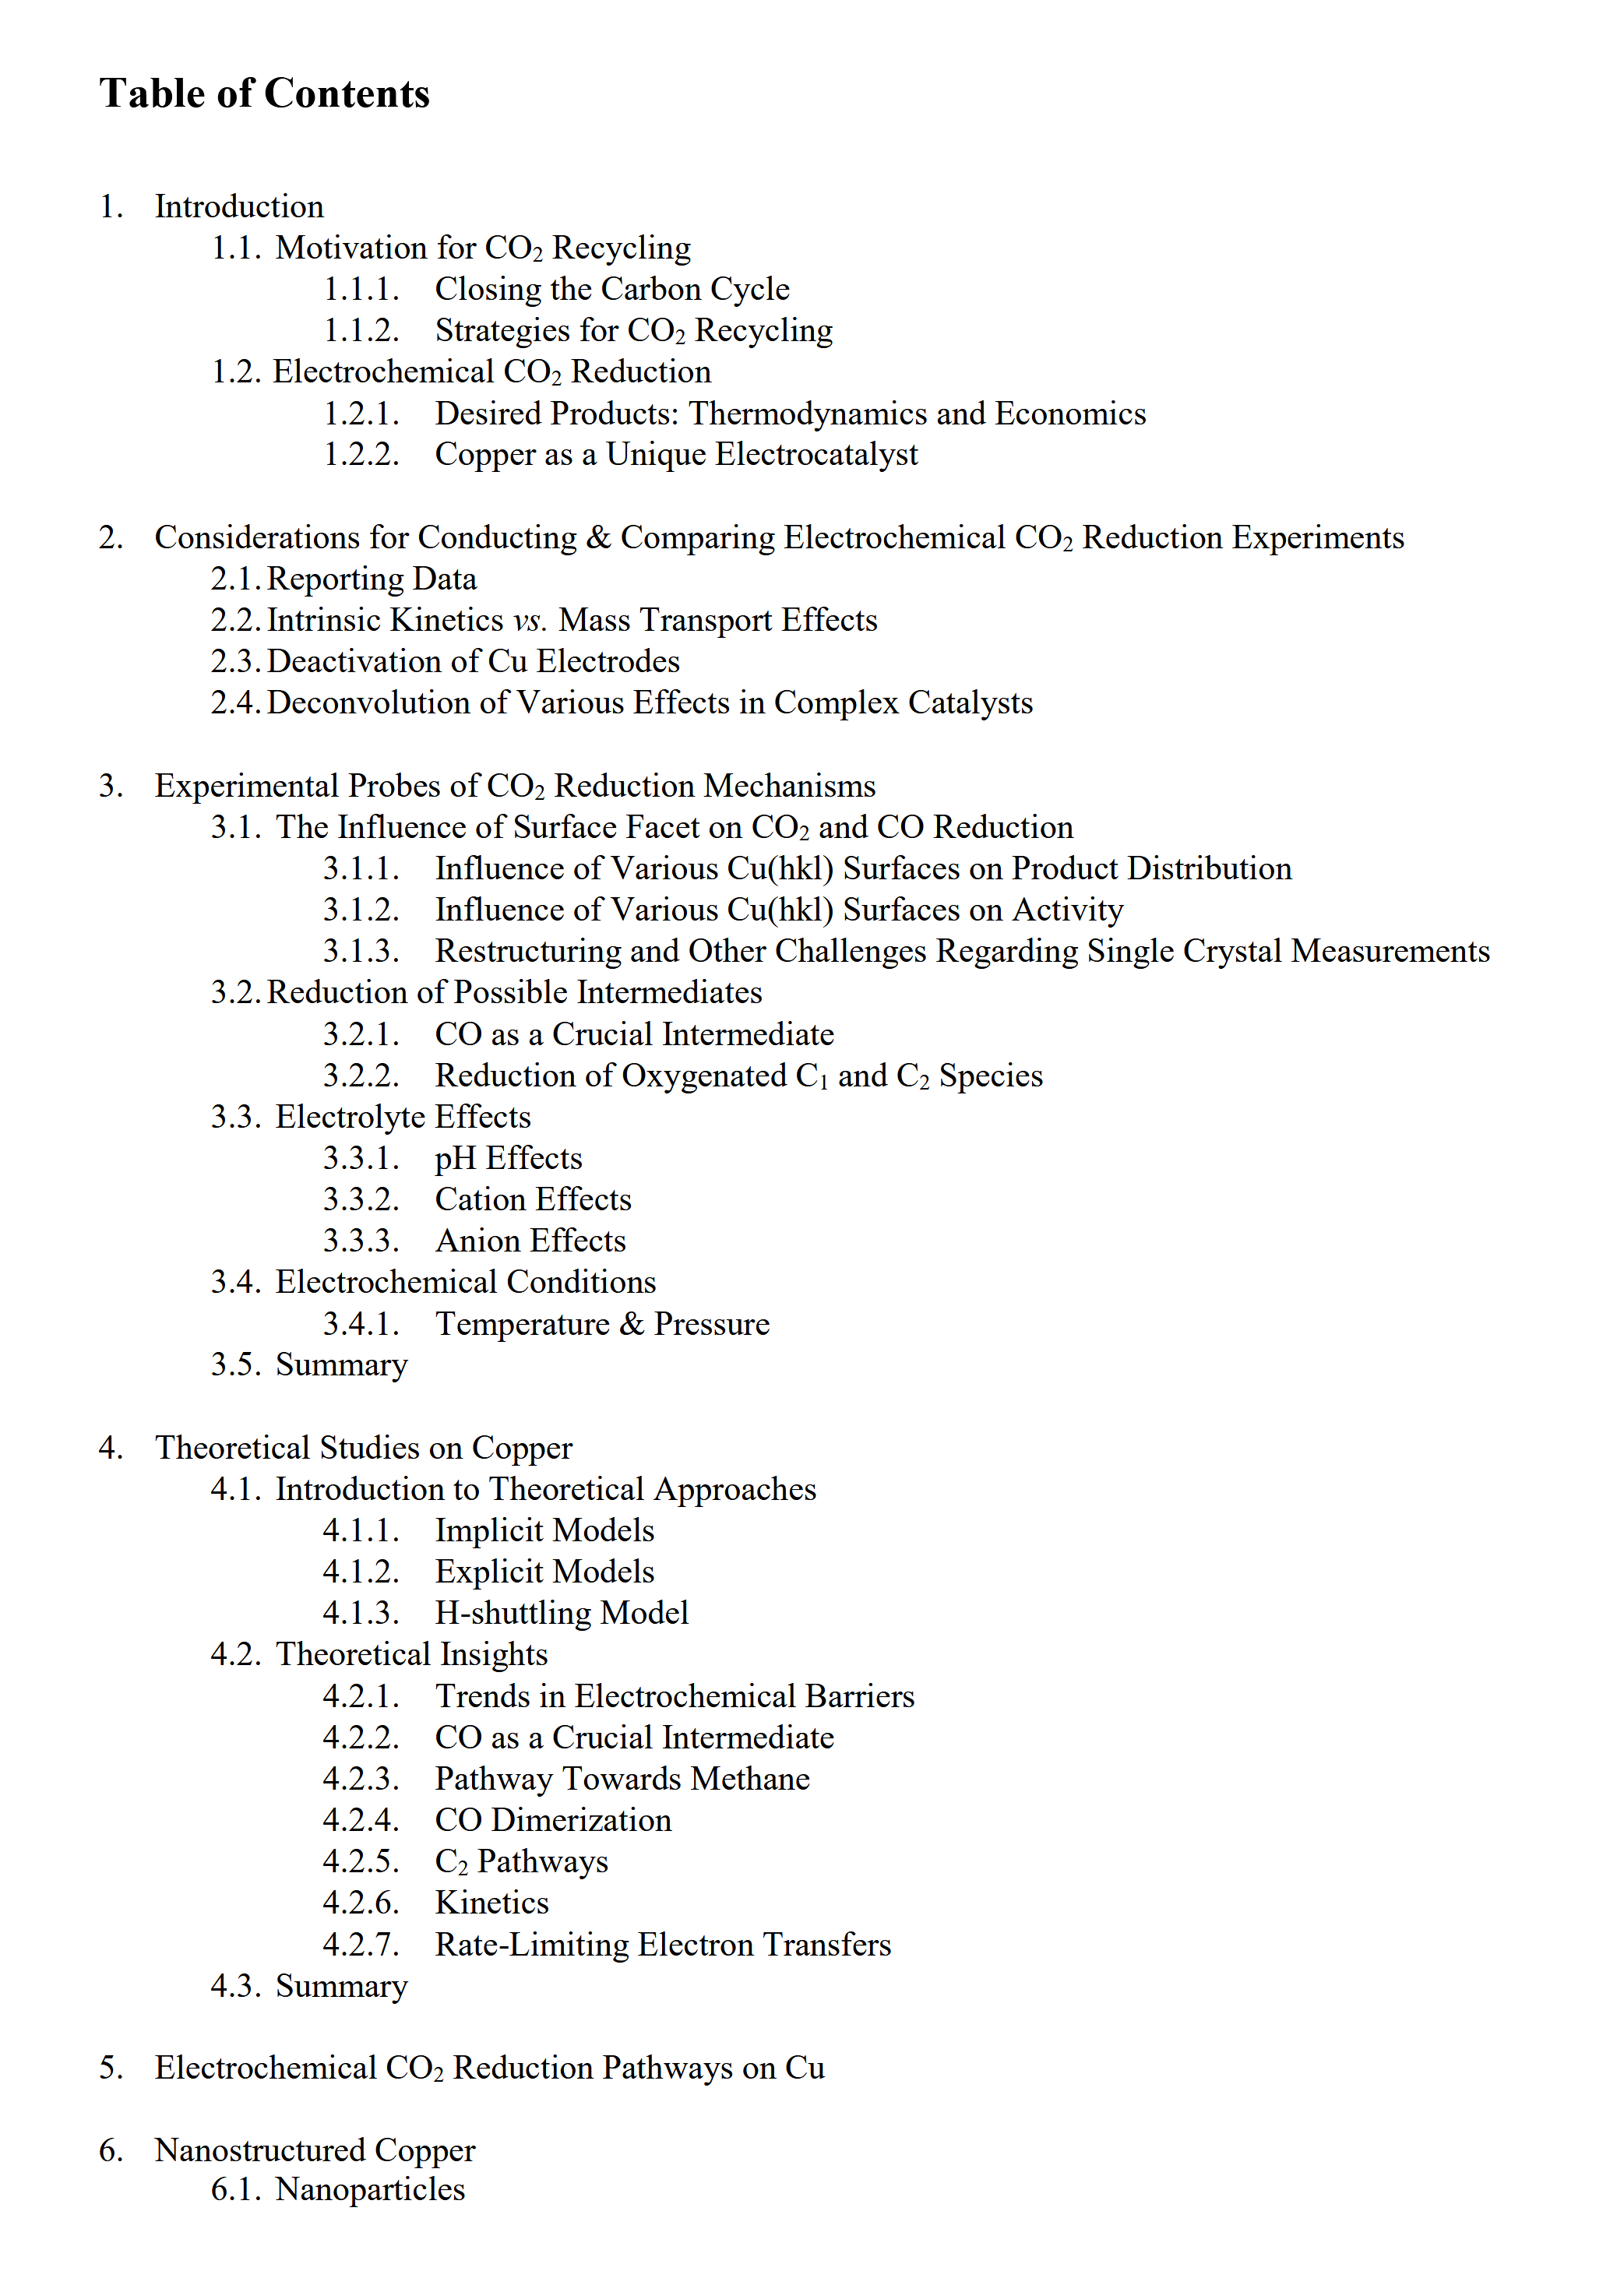 Table of Contents
1. Introduction
1.1. Motivation for CO₂ Recycling
1.1.1. Closing the Carbon Cycle
1.1.2. Strategies for CO₂ Recycling
1.2. Electrochemical CO₂ Reduction
1.2.1. Desired Products: Thermodynamics and Economics
1.2.2. Copper as a Unique Electrocatalyst
2. Considerations for Conducting & Comparing Electrochemical CO₂ Reduction Experiments
2.1. Reporting Data
2.2. Intrinsic Kinetics vs. Mass Transport Effects
2.3. Deactivation of Cu Electrodes
2.4. Deconvolution of Various Effects in Complex Catalysts
3. Experimental Probes of CO₂ Reduction Mechanisms
3.1. The Influence of Surface Facet on CO₂ and CO Reduction
3.1.1. Influence of Various Cu(hkl) Surfaces on Product Distribution
3.1.2. Influence of Various Cu(hkl) Surfaces on Activity
3.1.3. Restructuring and Other Challenges Regarding Single Crystal Measurements
3.2. Reduction of Possible Intermediates
3.2.1. CO as a Crucial Intermediate
3.2.2. Reduction of Oxygenated C₁ and C₂ Species
3.3. Electrolyte Effects
3.3.1. pH Effects
3.3.2. Cation Effects
3.3.3. Anion Effects
3.4. Electrochemical Conditions
3.4.1. Temperature & Pressure
3.5. Summary
4. Theoretical Studies on Copper
4.1. Introduction to Theoretical Approaches
4.1.1. Implicit Models
4.1.2. Explicit Models
4.1.3. H-shuttling Model
4.2. Theoretical Insights
4.2.1. Trends in Electrochemical Barriers
4.2.2. CO as a Crucial Intermediate
4.2.3. Pathway Towards Methane
4.2.4. CO Dimerization
4.2.5. C₂ Pathways
4.2.6. Kinetics
4.2.7. Rate-Limiting Electron Transfers
4.3. Summary
5. Electrochemical CO₂ Reduction Pathways on Cu
6. Nanostructured Copper
6.1. Nanoparticles